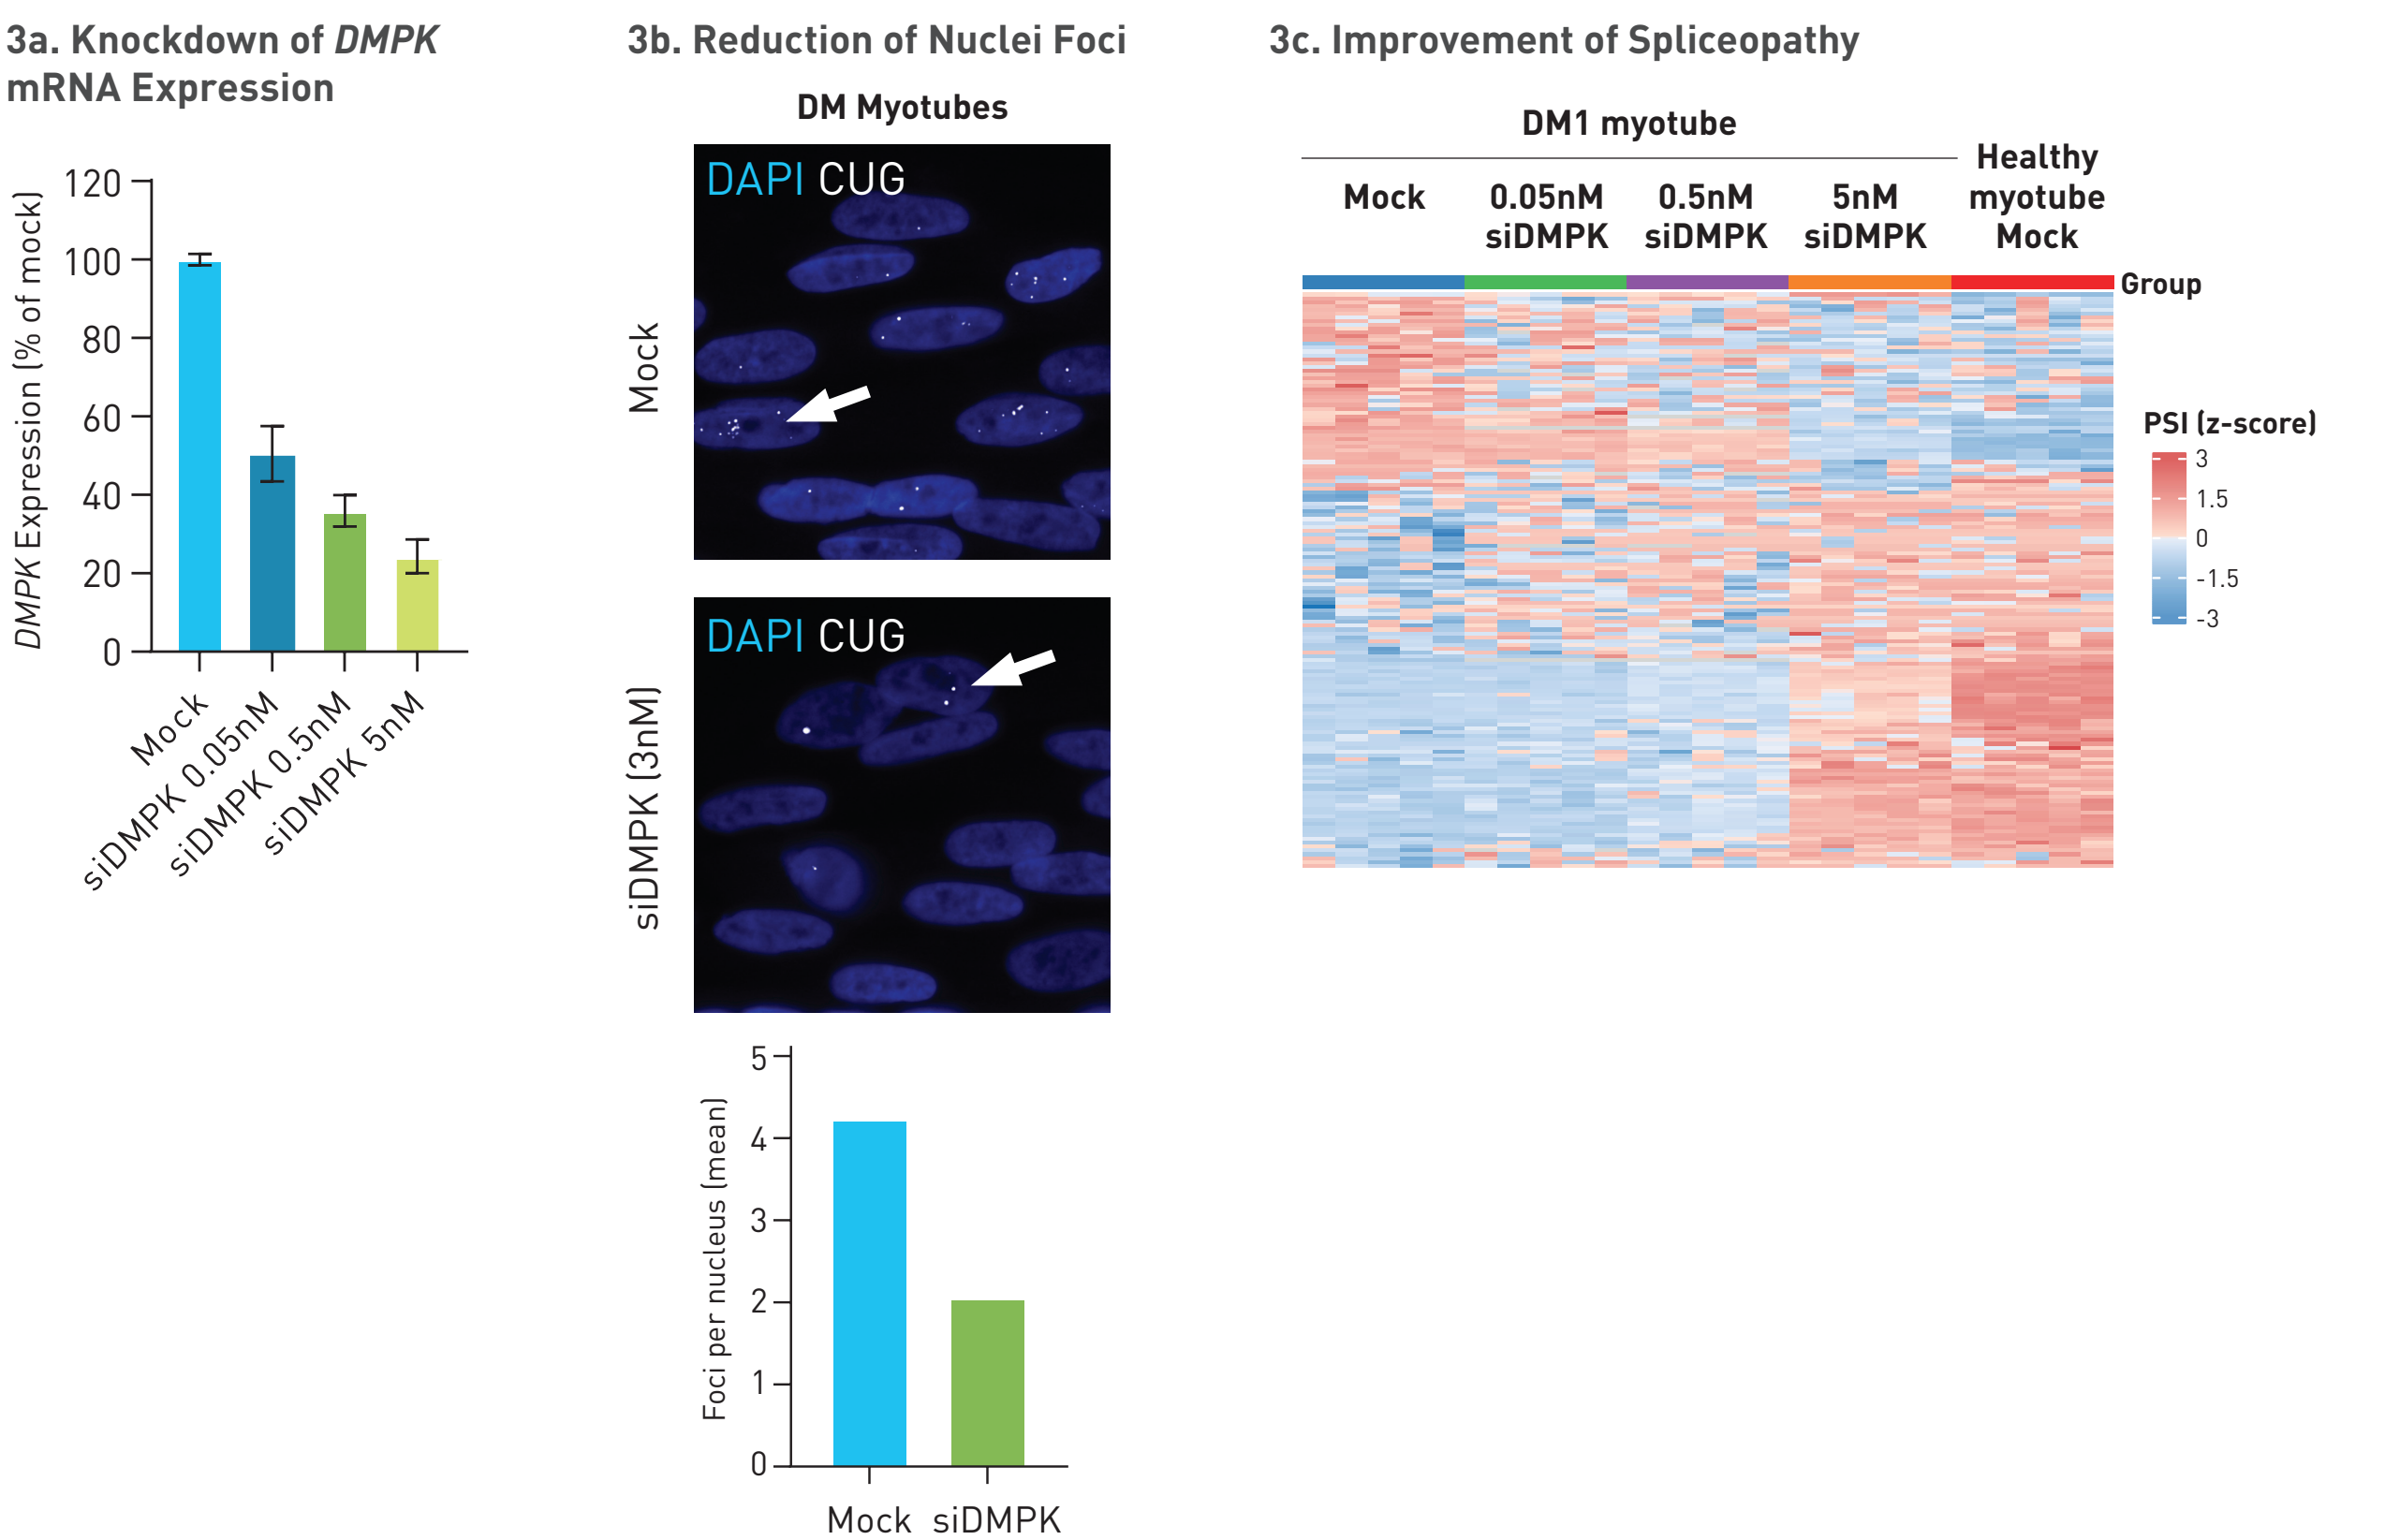 3a. Knockdown of DMPK
mRNA Expression
DMPK Expression (% of mock)
120
100
80
60
40
20
0
Mock
siDMPK 0.05nM
siDMPK 0.5nM
siDMPK 5nM
3b. Reduction of Nuclei Foci
DM Myotubes
Mock
DAPI CUG
siDMPK (3nM)
DAPI CUG
Foci per nucleus (mean)
5
4
3
2
1
0
Mock
siDMPK
3c. Improvement of Spliceopathy
DM1 myotube
Mock
0.05nM
siDMPK
0.5nM
siDMPK
5nM
siDMPK
Healthy
myotube
Mock
Group
PSI (z-score)
3
1.5
0
-1.5
-3